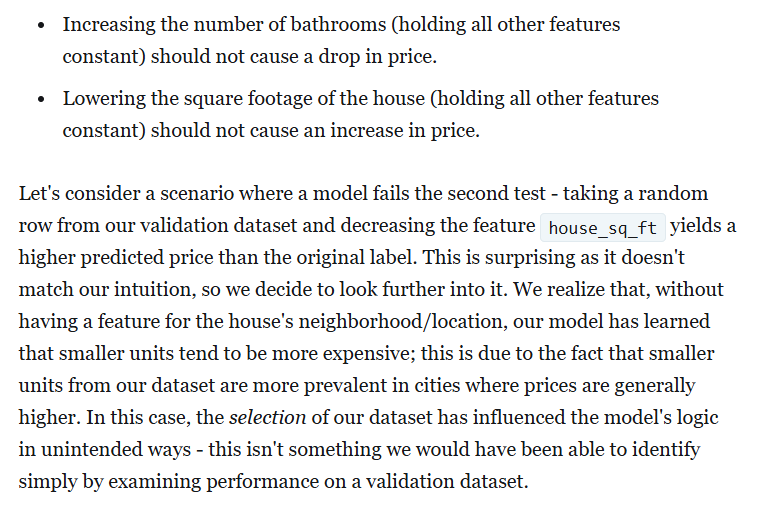 • Increasing the number of bathrooms (holding all other features
constant) should not cause a drop in price.
• Lowering the square footage of the house (holding all other features
constant) should not cause an increase in price.
Let's consider a scenario where a model fails the second test - taking a random
row from our validation dataset and decreasing the feature house_sq_ft yields a
higher predicted price than the original label. This is surprising as it doesn't
match our intuition, so we decide to look further into it. We realize that, without
having a feature for the house's neighborhood/location, our model has learned
that smaller units tend to be more expensive; this is due to the fact that smaller
units from our dataset are more prevalent in cities where prices are generally
higher. In this case, the selection of our dataset has influenced the model's logic
in unintended ways - this isn't something we would have been able to identify
simply by examining performance on a validation dataset.